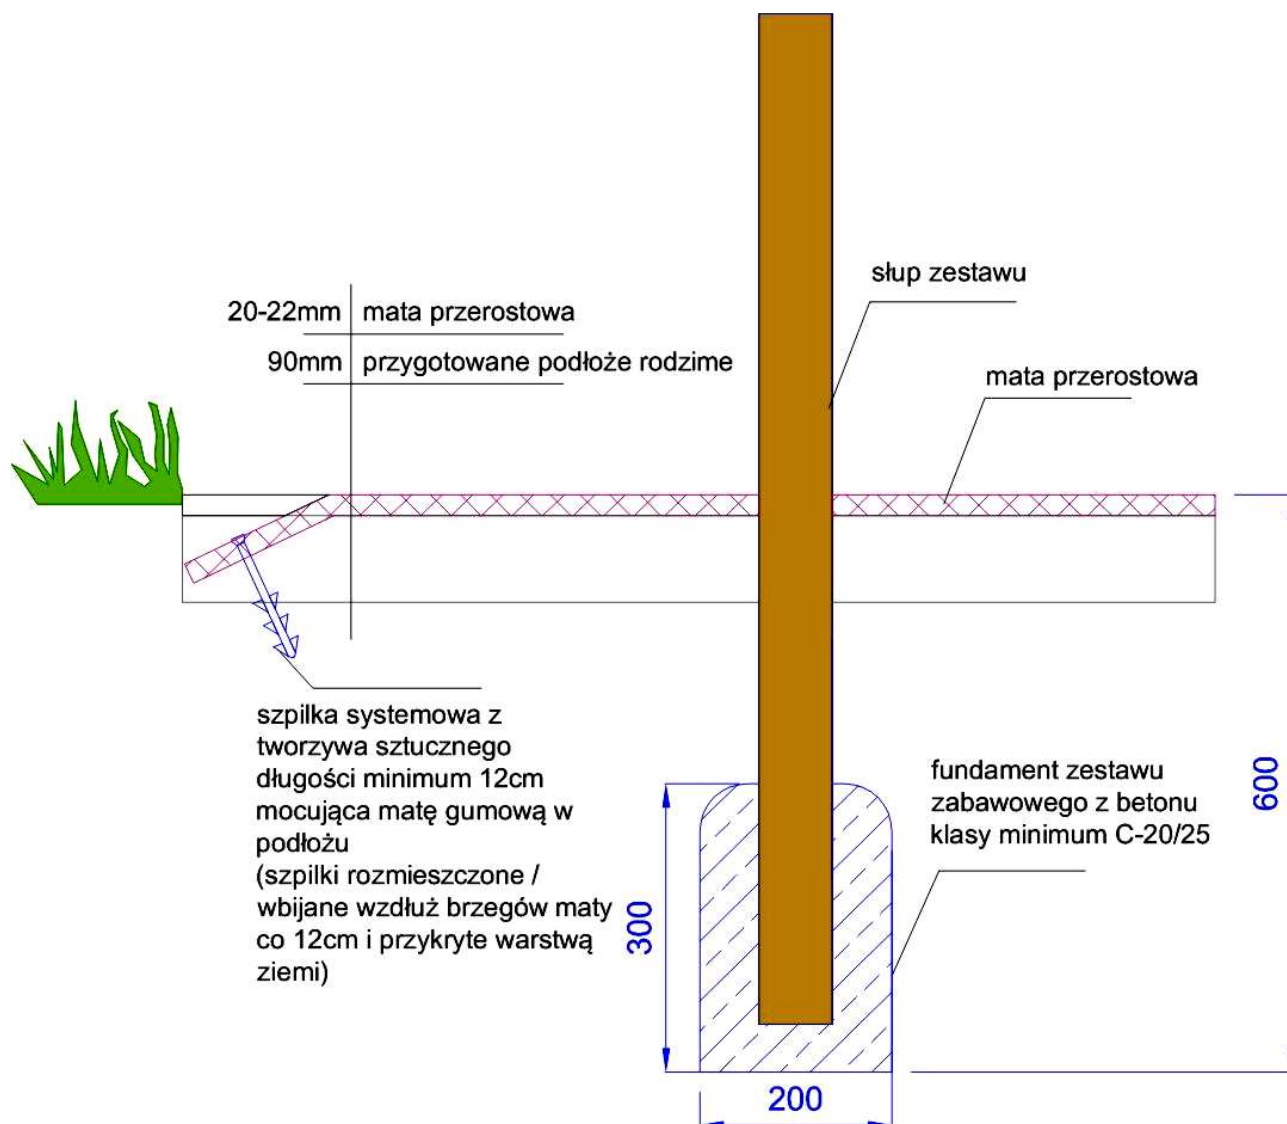 słup zestawu
20-22mm mata przerostowa
90mm przygotowane podłoże rodzime
mata przerostowa
szpilka systemowa z
tworzywa sztucznego
długości minimum 12cm
mocująca matę gumową w
podłożu
(szpilki rozmieszczone /
wbijane wzdłuż brzegów maty
co 12cm i przykryte warstwą
ziemi)
fundament zestawu
zabawowego z betonu
klasy minimum C-20/25
600
300
200